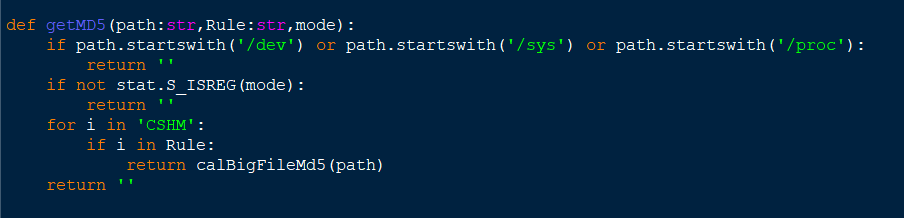 def getMD5(path:str,Rule:str,mode):
    if path.startswith('/dev') or path.startswith('/sys') or path.startswith('/proc'):
        return ''
    if not stat.S_ISREG(mode):
        return ''
    for i in 'CSHM':
        if i in Rule:
            return calBigFileMd5(path)
    return ''